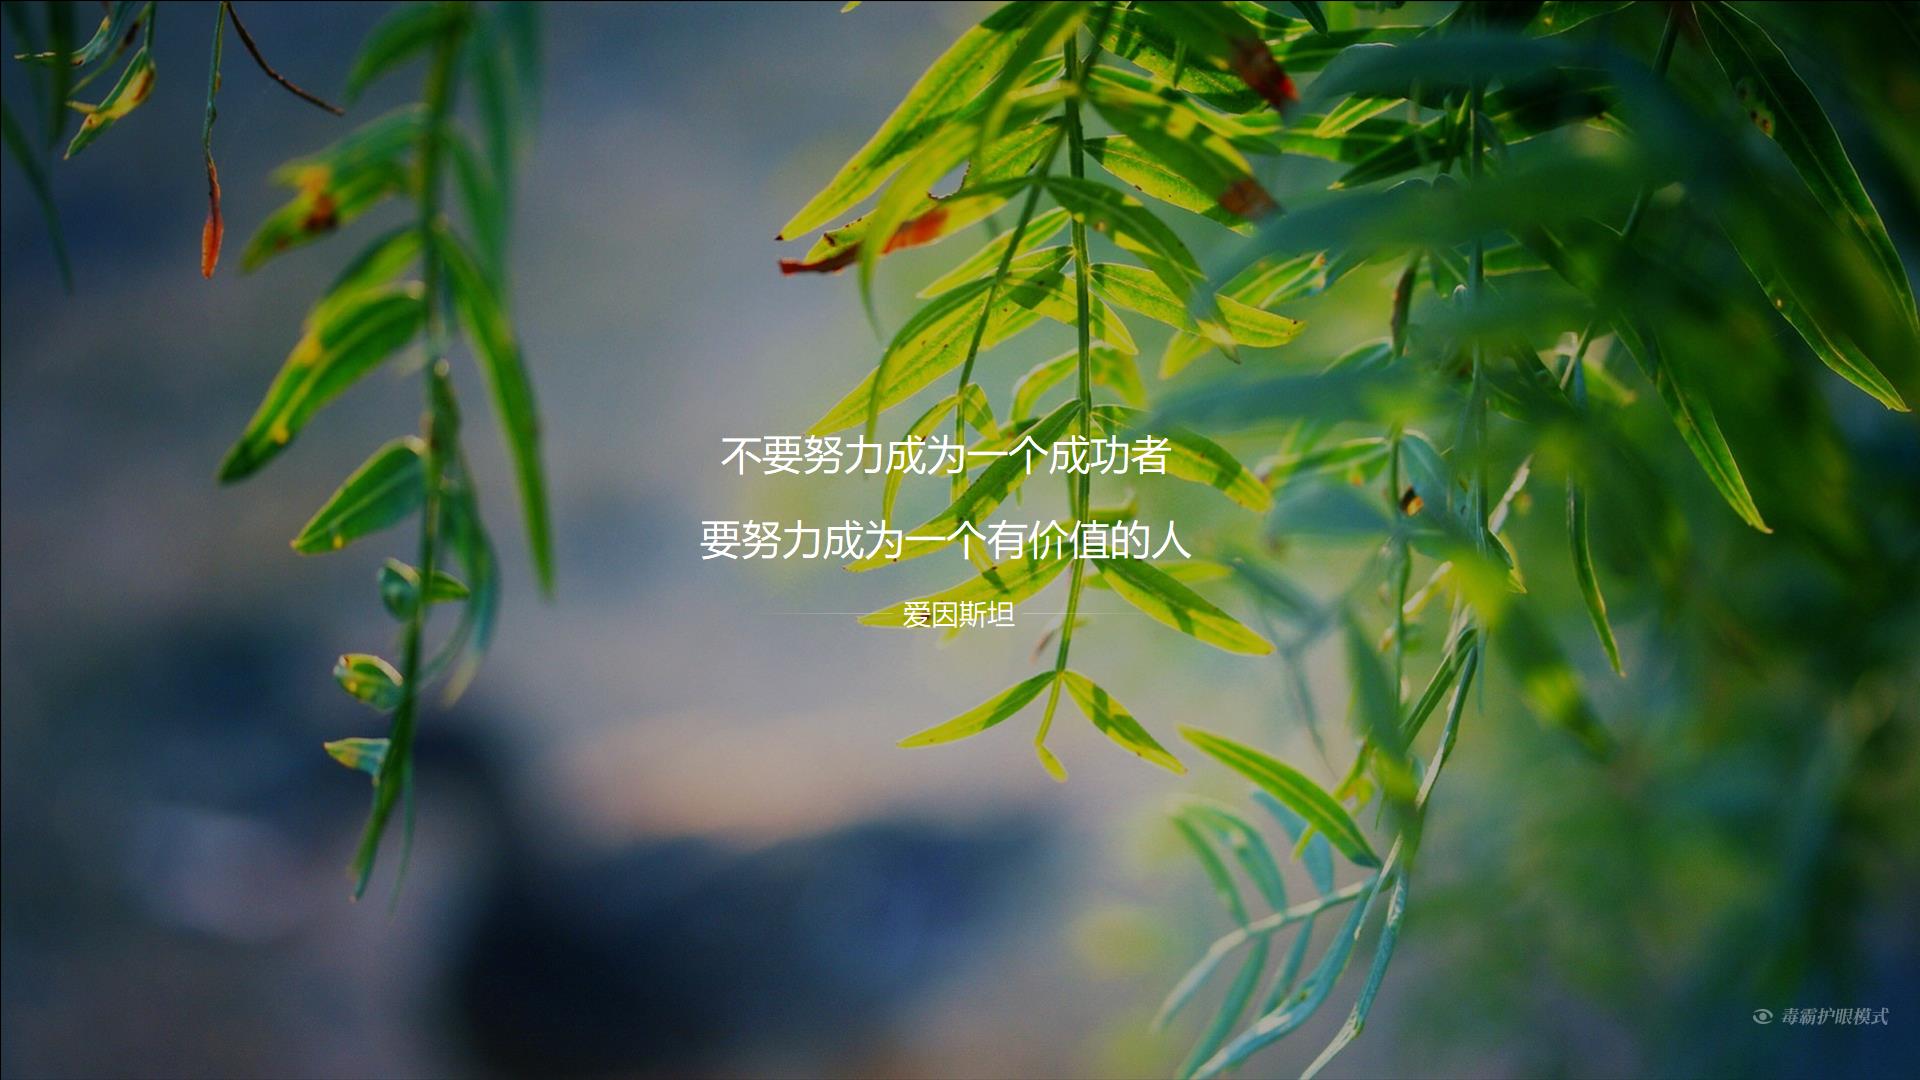 不要努力成为一个成功者
要努力成为一个有价值的人
爱因斯坦
毒霸护眼模式